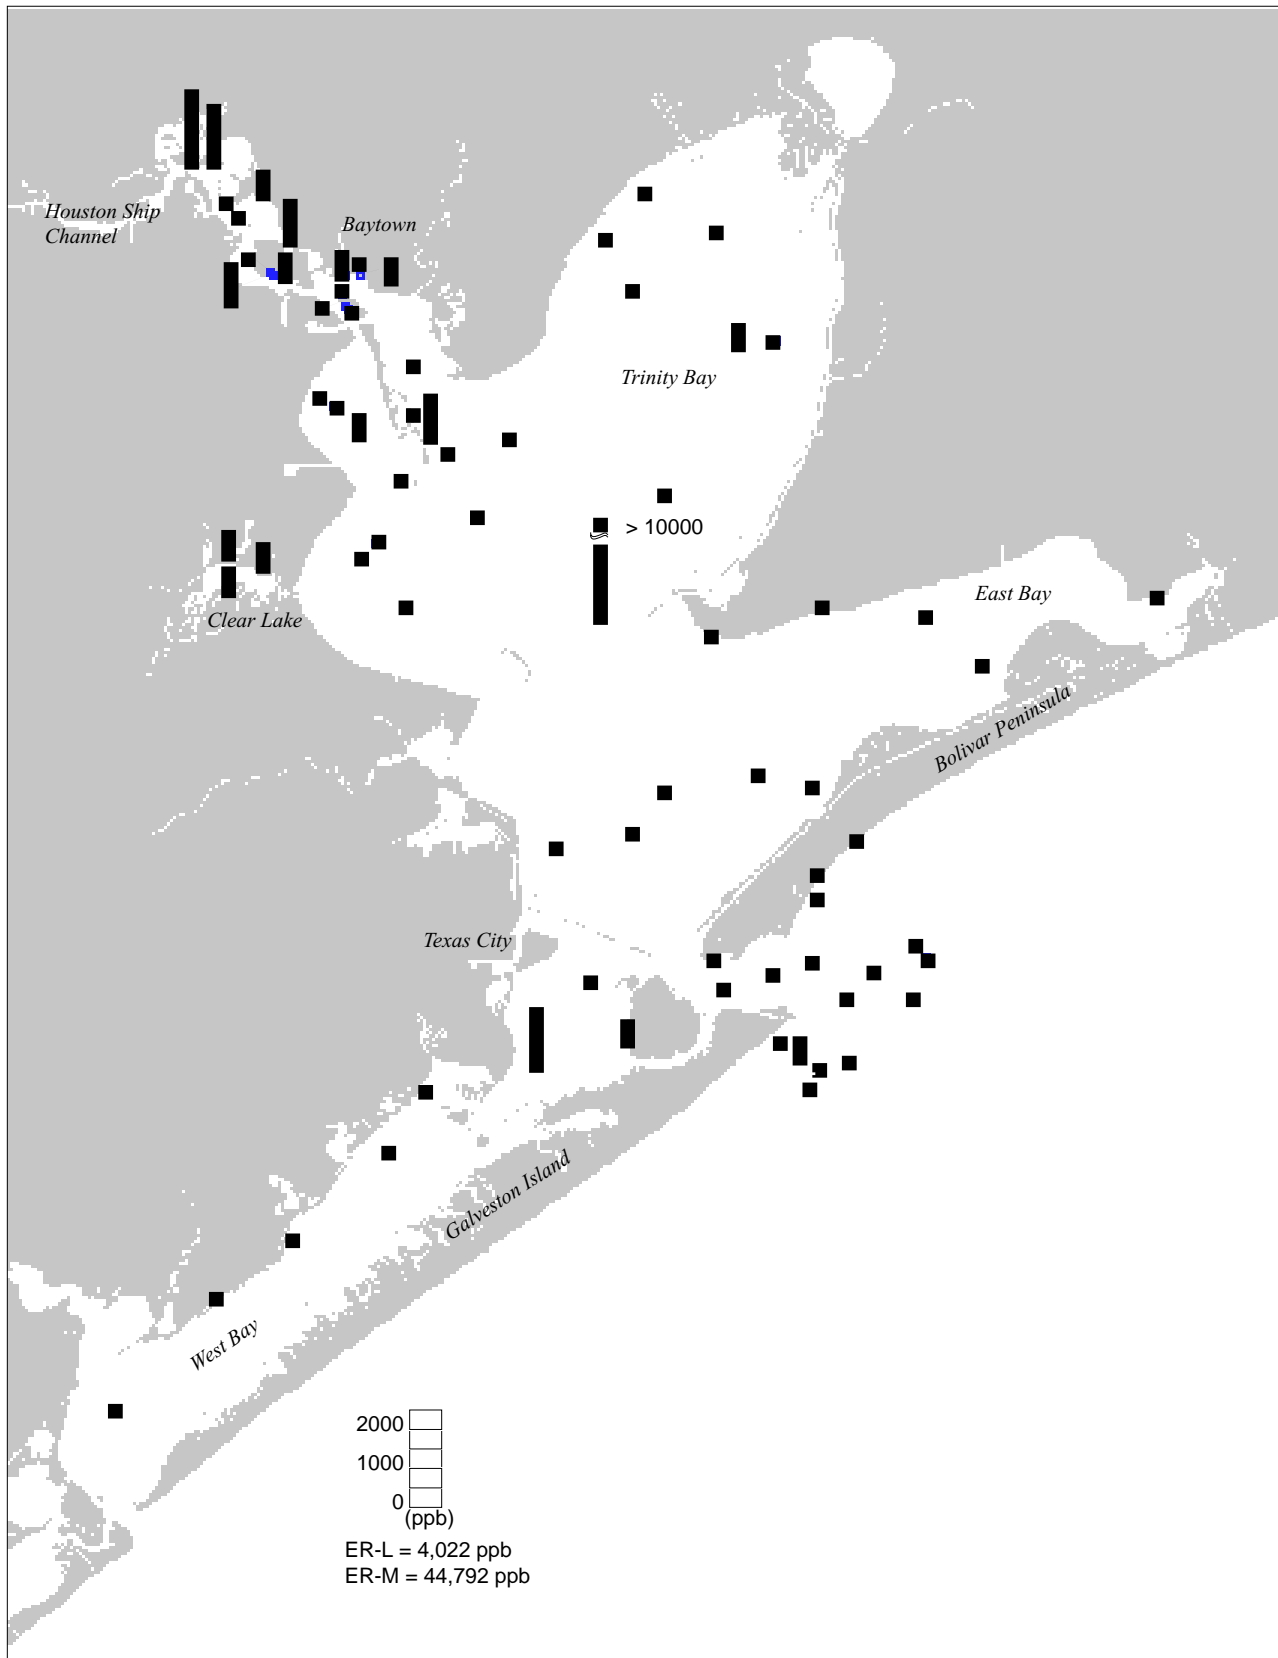 Houston Ship
Channel
Baytown
Trinity Bay
> 10000
East Bay
Clear Lake
Bolivar Peninsula
Texas City
Galveston Island
West Bay
2000
1000
0
(ppb)
ER-L = 4,022 ppb
ER-M = 44,792 ppb